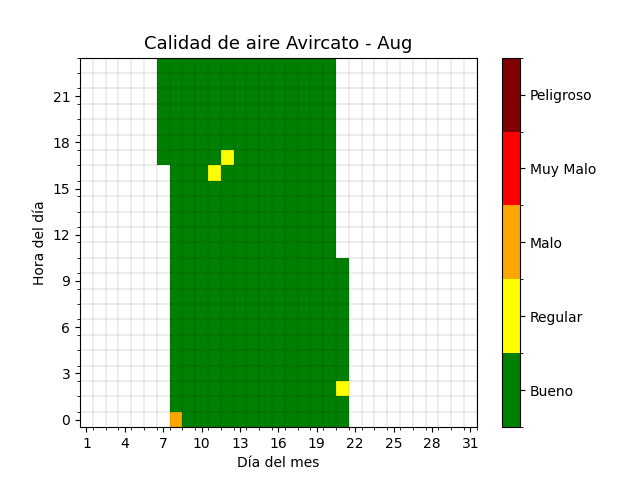 Calidad de aire Avircato - Aug
Peligroso
Muy Malo
Malo
Regular
Bueno
Hora del día
21
18
15
12
9
6
3
0
1 4 7 10 13 16 19 22 25 28 31
Día del mes